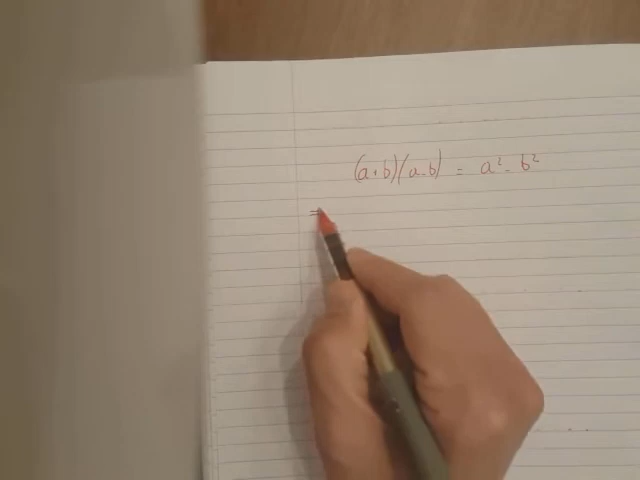 (a+b)(a-b) = a² - b²
=